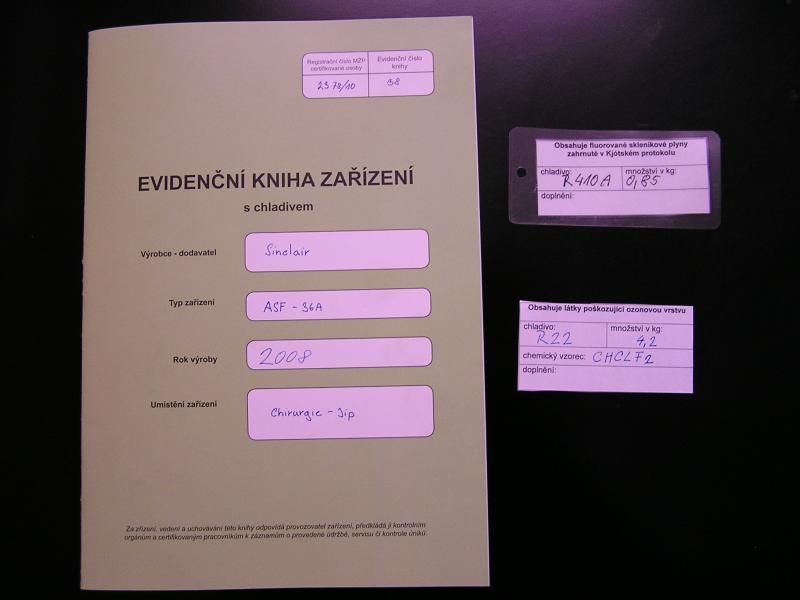 Registrační číslo MŽP
certifikované osoby
Evidenční číslo
knihy
2378/10
38
EVIDENČNÍ KNIHA ZAŘÍZENÍ
s chladivem
Výrobce - dodavatel
Sinclair
Typ zařízení
ASF - 36A
Rok výroby
2008
Umístění zařízení
Chirurgie - Jip
Za zřízení, vedení a uchovávání této knihy odpovídá provozovatel zařízení, předkládá ji kontrolním
orgánům a certifikovaným pracovníkům k záznamům o provedené údržbě, servisu či kontrole úniků.
Obsahuje fluorované skleníkové plyny
zahrnuté v Kjótském protokolu
chladivo:
R410A
množství v kg:
0,85
doplnění:
Obsahuje látky poškozující ozonovou vrstvu
chladivo:
R22
množství v kg:
4,2
chemický vzorec: CHCLF2
doplnění: